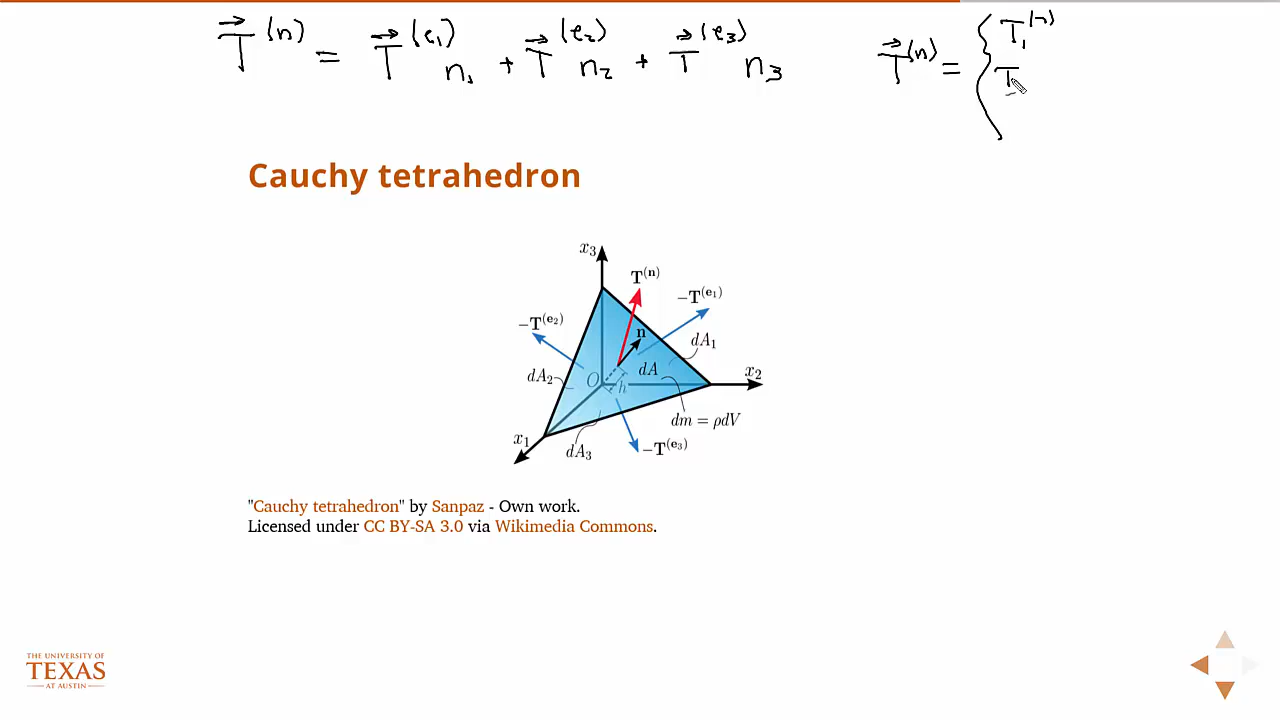 T⃗^(n) = T⃗^(e₁) n₁ + T⃗^(e₂) n₂ + T⃗^(e₃) n₃
T⃗^(n) = { T₁^(n)
T
Cauchy tetrahedron
x₃
T^(n)
−T^(e₁)
−T^(e₂)
n
dA₁
dA
dA₂
O
h
x₂
dm = ρdV
x₁
dA₃
−T^(e₃)
"Cauchy tetrahedron" by Sanpaz - Own work.
Licensed under CC BY-SA 3.0 via Wikimedia Commons.
THE UNIVERSITY OF
TEXAS
AT AUSTIN